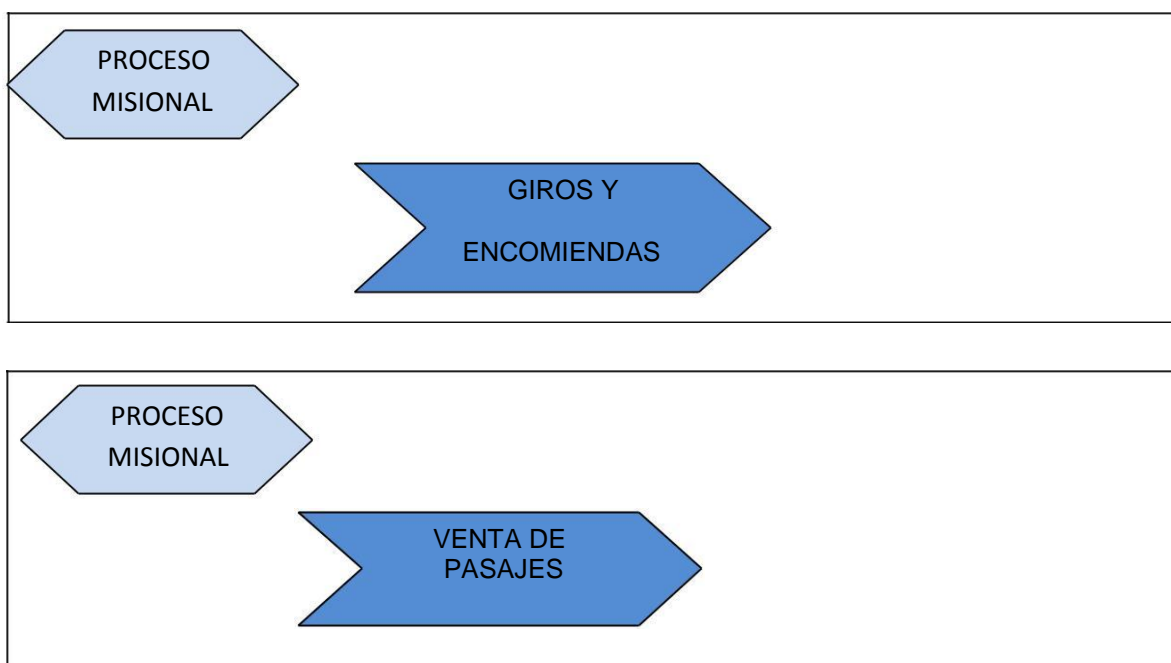 PROCESO
MISIONAL
GIROS Y
ENCOMIENDAS
PROCESO
MISIONAL
VENTA DE
PASAJES